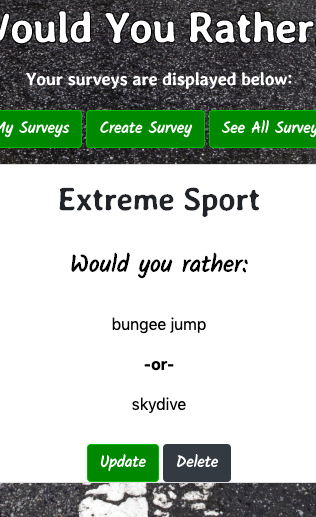 Would You Rather
Your surveys are displayed below:
My Surveys Create Survey See All Survey
Extreme Sport
Would you rather:
bungee jump
-or-
skydive
Update Delete